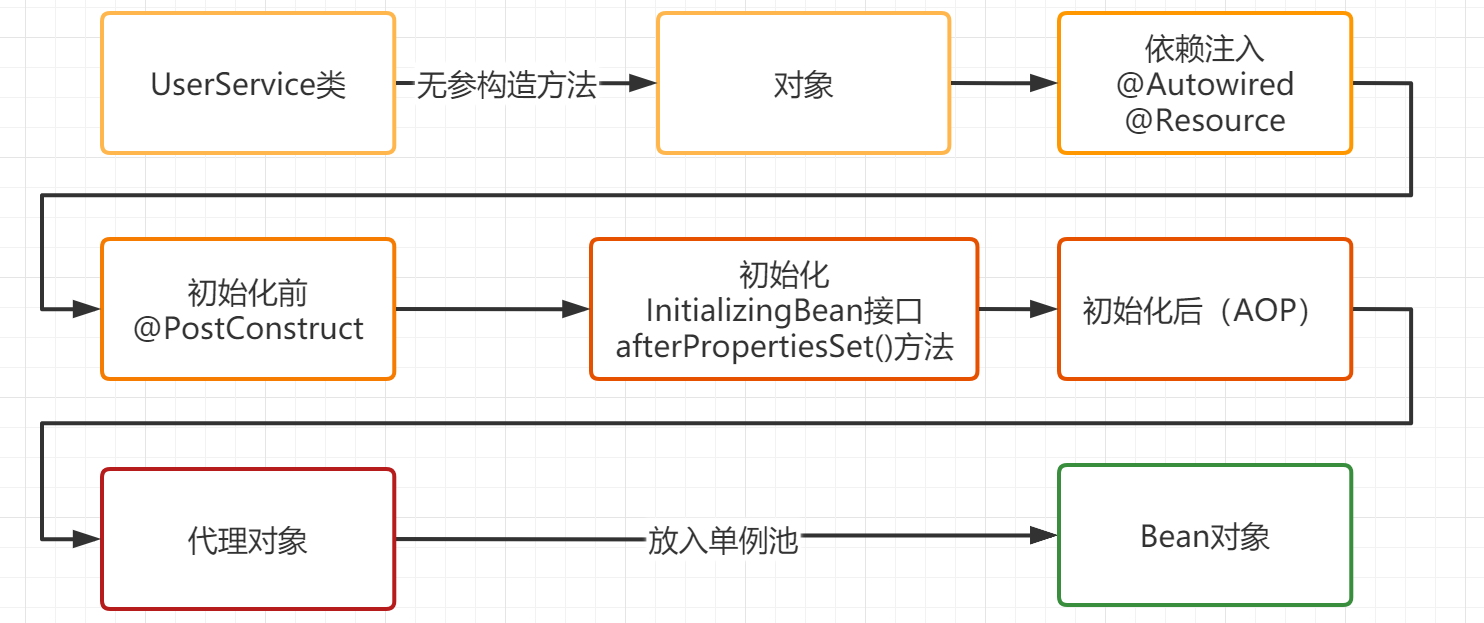 UserService类
无参构造方法
对象
依赖注入
@Autowired
@Resource
初始化前
@PostConstruct
初始化
InitializingBean接口
afterPropertiesSet()方法
初始化后（AOP）
代理对象
放入单例池
Bean对象